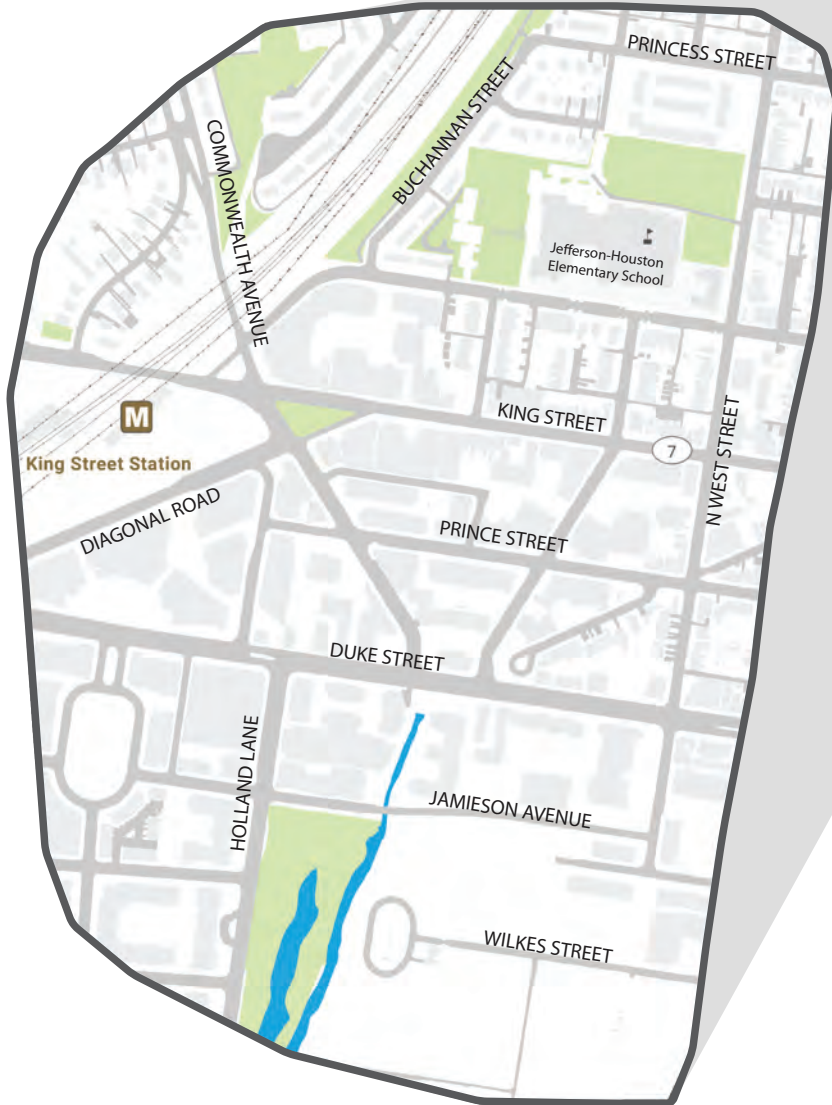 PRINCESS STREET
COMMONWEALTH AVENUE
BUCHANNAN STREET
Jefferson-Houston
Elementary School
KING STREET
7
N WEST STREET
M
King Street Station
DIAGONAL ROAD
PRINCE STREET
DUKE STREET
HOLLAND LANE
JAMIESON AVENUE
WILKES STREET